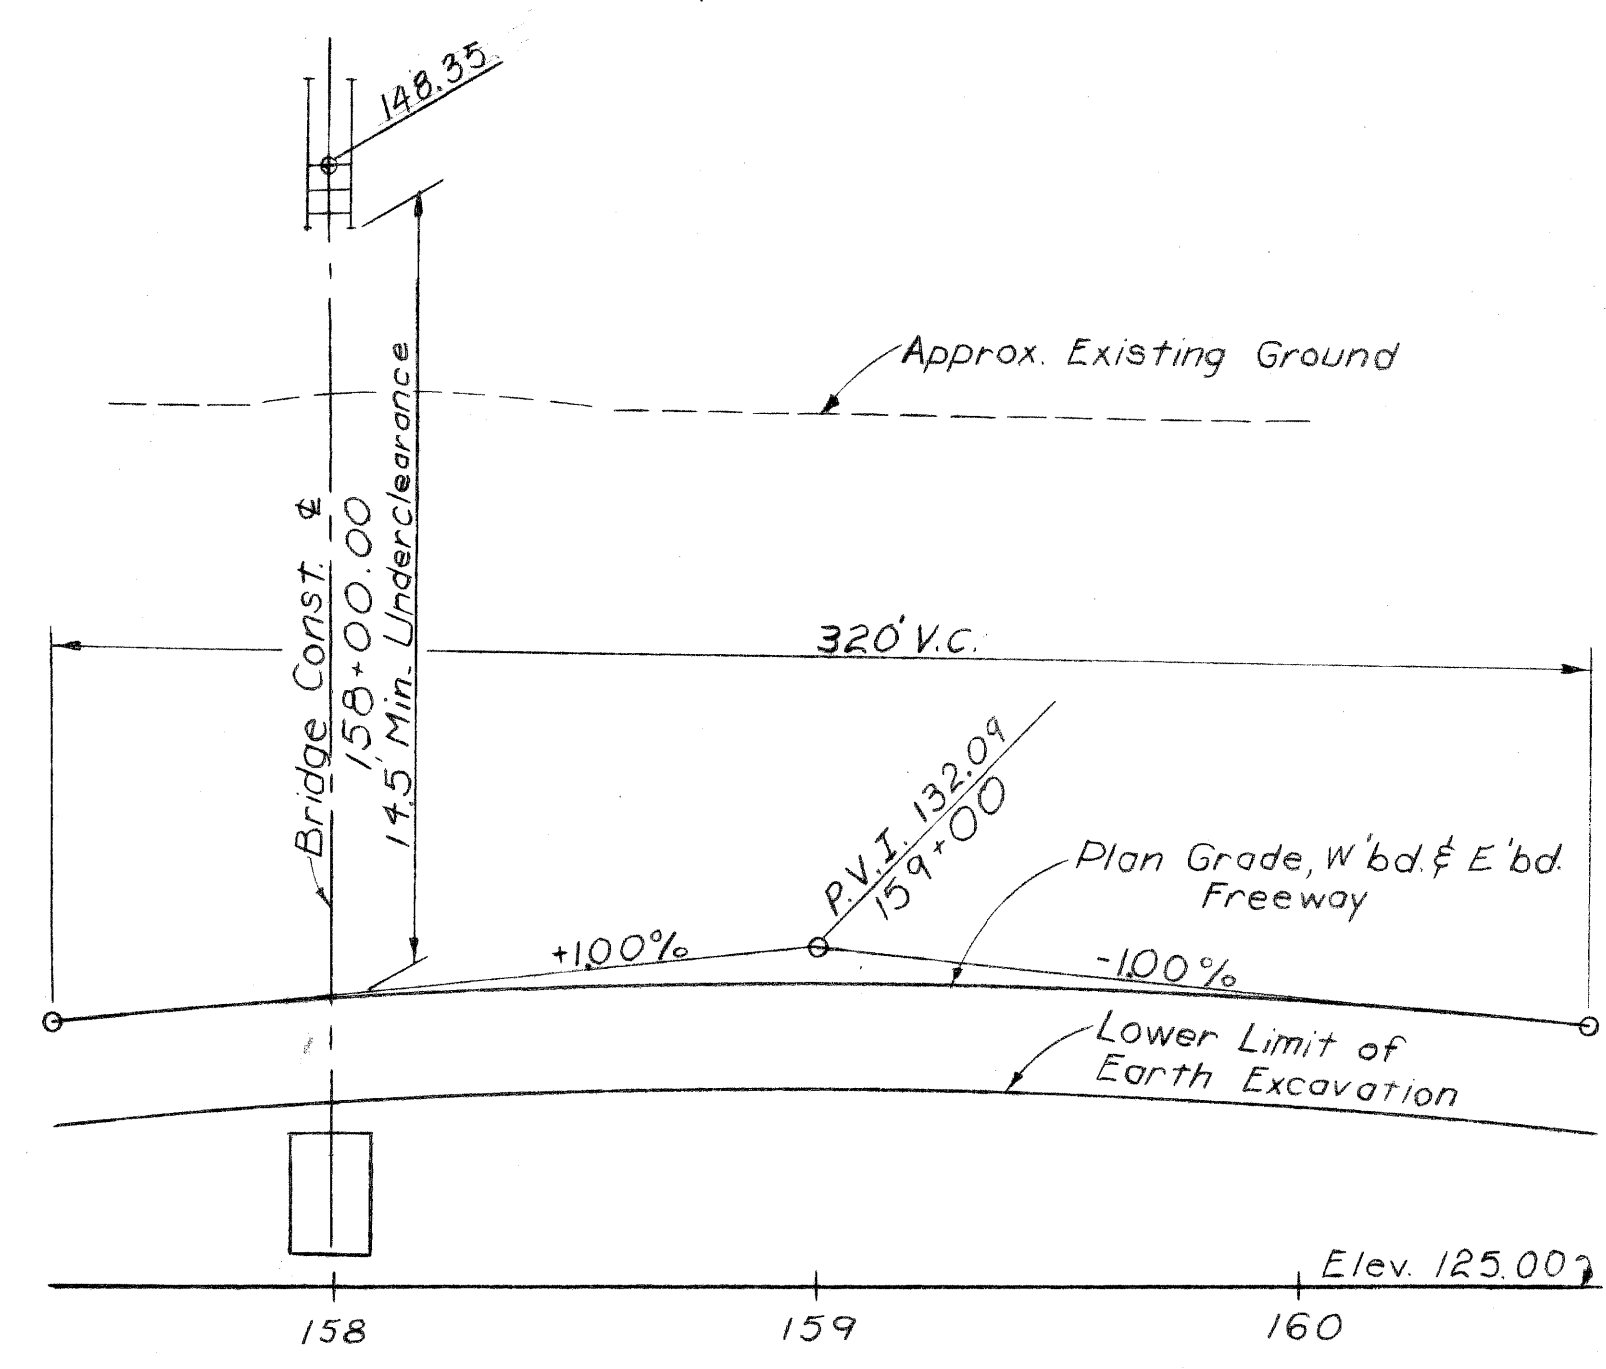 148.35
Approx. Existing Ground
Bridge Const. ℄
158+00.00
14.5' Min. Underclearance
320' V.C.
P.V.I. 132.09
159+00
+1.00%
-1.00%
Plan Grade, W'bd. & E'bd.
Freeway
Lower Limit of
Earth Excavation
Elev. 125.00
158
159
160